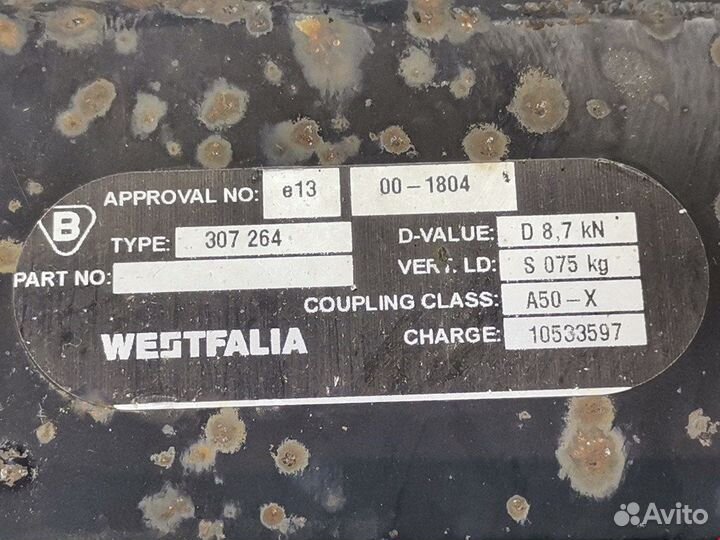 APPROVAL NO: e13 00-1804
B
TYPE: 307 264
D-VALUE: D 8,7 kN
PART NO:
VERT. LD: S 075 kg
COUPLING CLASS: A50-X
WESTFALIA
CHARGE: 10533597
Avito